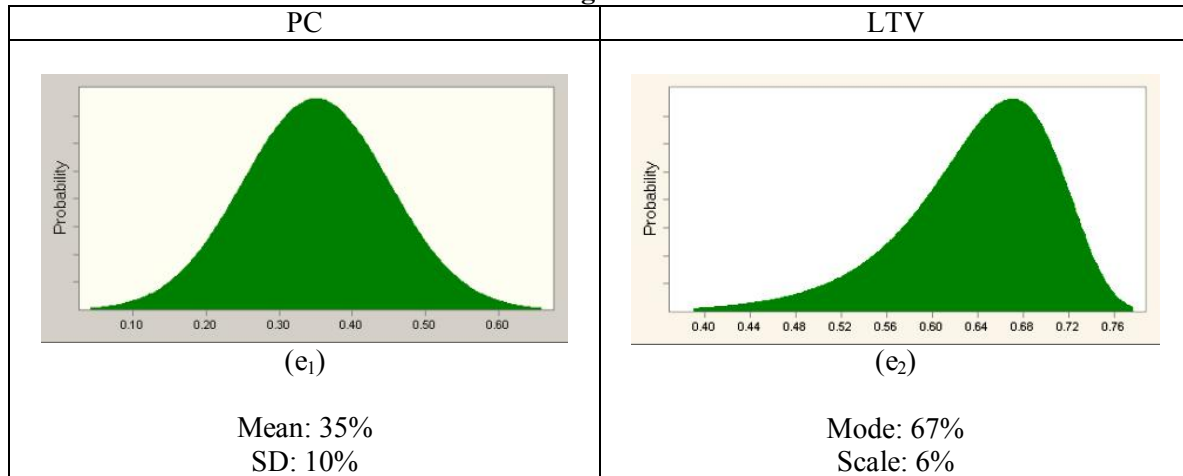 PC
LTV
Probability
0.10 0.20 0.30 0.40 0.50 0.60
Probability
0.40 0.44 0.48 0.52 0.56 0.60 0.64 0.68 0.72 0.76
(e₁)
(e₂)
Mean: 35%
SD: 10%
Mode: 67%
Scale: 6%